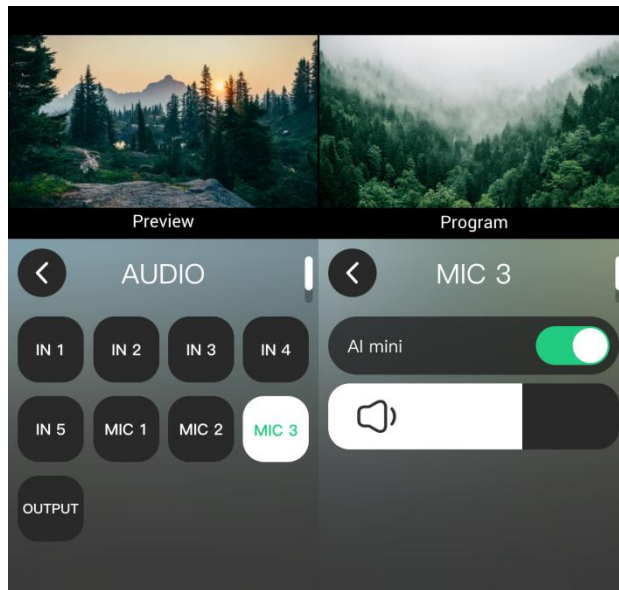 Preview
Program
AUDIO
MIC 3
IN 1
IN 2
IN 3
IN 4
AI mini
IN 5
MIC 1
MIC 2
MIC 3
OUTPUT